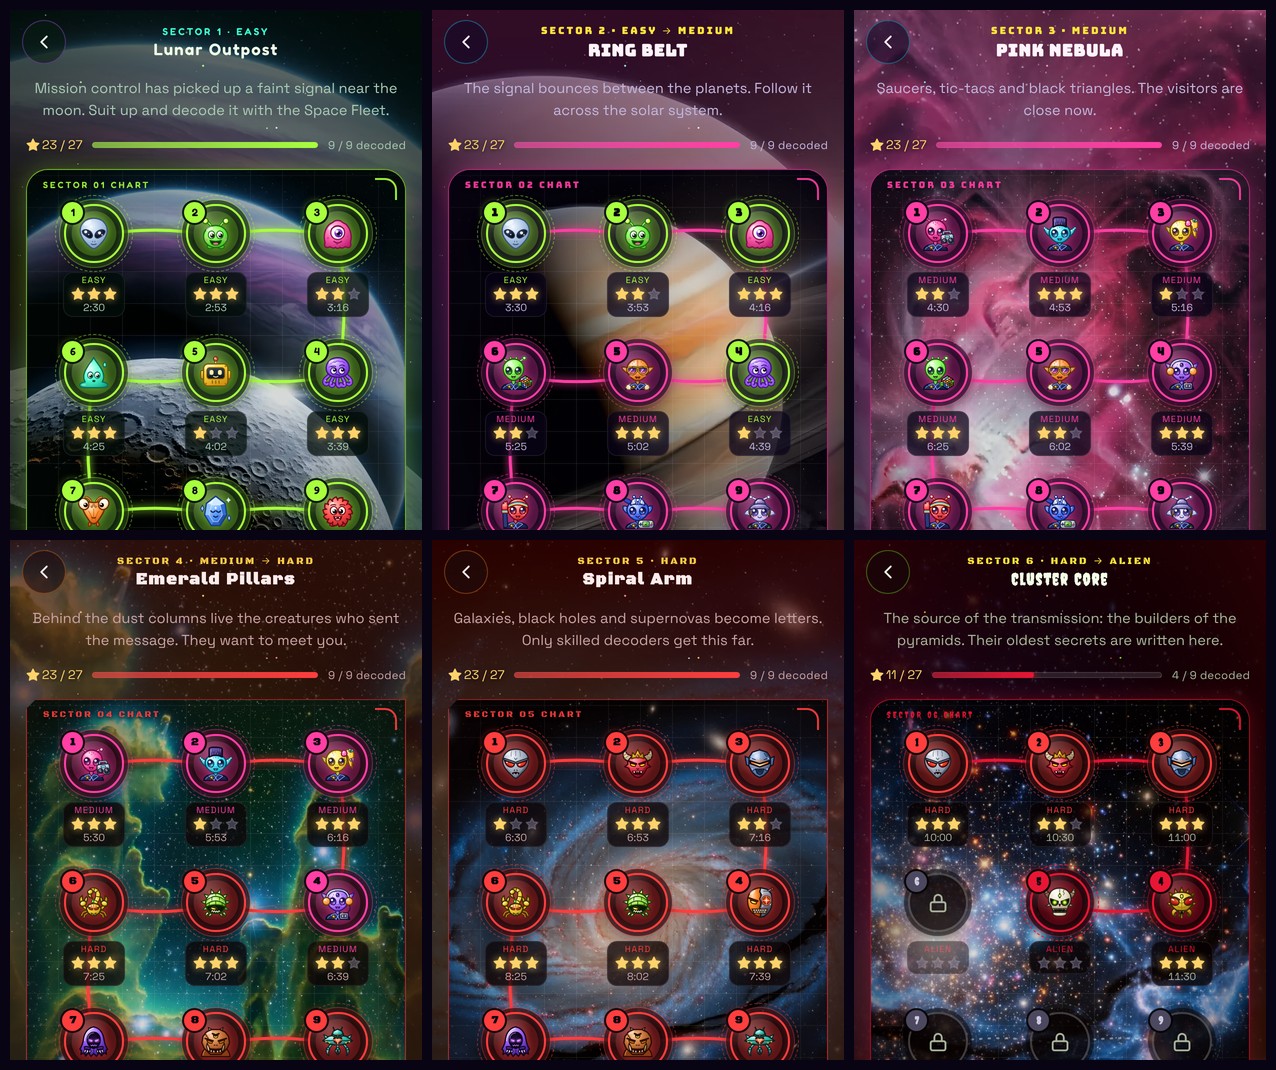 SECTOR 1 · EASY
Lunar Outpost
Mission control has picked up a faint signal near the
moon. Suit up and decode it with the Space Fleet.
23 / 27
9 / 9 decoded
SECTOR 01 CHART
1
2
3
EASY
EASY
EASY
2:30
2:53
3:16
6
5
4
EASY
EASY
EASY
4:25
4:02
3:39
7
8
9
SECTOR 2 · EASY → MEDIUM
RING BELT
The signal bounces between the planets. Follow it
across the solar system.
23 / 27
9 / 9 decoded
SECTOR 02 CHART
1
2
3
EASY
EASY
EASY
3:30
3:53
4:16
6
5
4
MEDIUM
MEDIUM
EASY
5:25
5:02
4:39
7
8
9
SECTOR 3 · MEDIUM
PINK NEBULA
Saucers, tic-tacs and black triangles. The visitors are
close now.
23 / 27
9 / 9 decoded
SECTOR 03 CHART
1
2
3
MEDIUM
MEDIUM
MEDIUM
4:30
4:53
5:16
6
5
4
MEDIUM
MEDIUM
MEDIUM
6:25
6:02
5:39
7
8
9
SECTOR 4 · MEDIUM → HARD
Emerald Pillars
Behind the dust columns live the creatures who sent
the message. They want to meet you.
23 / 27
9 / 9 decoded
SECTOR 04 CHART
1
2
3
MEDIUM
MEDIUM
MEDIUM
5:30
5:53
6:16
6
5
4
HARD
HARD
MEDIUM
7:25
7:02
6:39
7
8
9
SECTOR 5 · HARD
Spiral Arm
Galaxies, black holes and supernovas become letters.
Only skilled decoders get this far.
23 / 27
9 / 9 decoded
SECTOR 05 CHART
1
2
3
HARD
HARD
HARD
6:30
6:53
7:16
6
5
4
HARD
HARD
HARD
8:25
8:02
7:39
7
8
9
SECTOR 6 · HARD → ALIEN
CLUSTER CORE
The source of the transmission: the builders of the
pyramids. Their oldest secrets are written here.
11 / 27
4 / 9 decoded
SECTOR 06 CHART
1
2
3
HARD
HARD
HARD
10:00
10:30
11:00
6
5
4
ALIEN
ALIEN
ALIEN
11:30
7
8
9